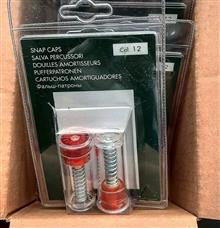 SNAP CAPS
SALVA PERCUSSORI
DOUILLES AMORTISSEURS
PUFFERPATRONEN
CARTUCHOS AMORTIGUADORES
Фальш-патроны
Cal. 12